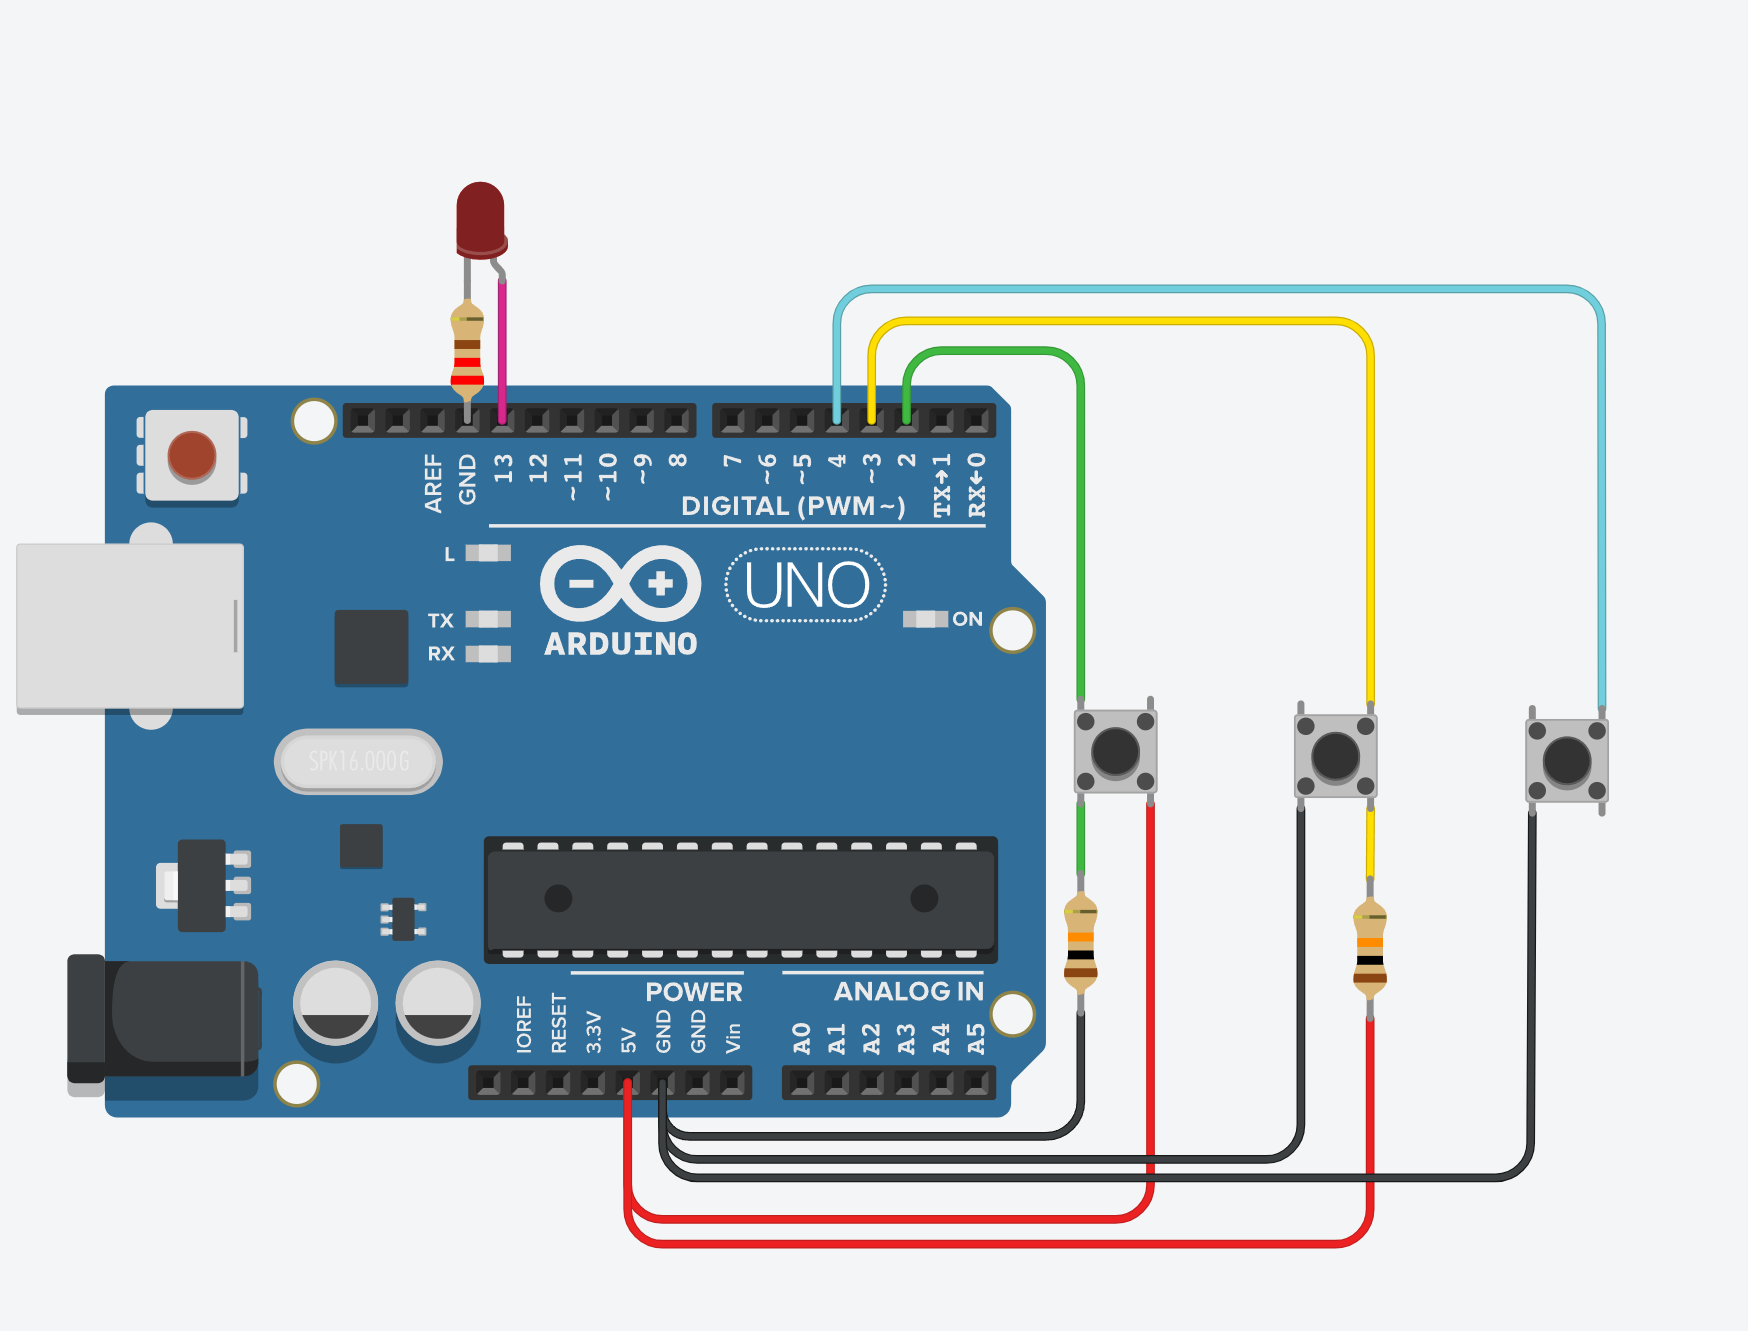 AREF
GND
13
12
~11
~10
~9
8
7
~6
~5
4
~3
2
TX→1
RX←0
DIGITAL (PWM~)
L
TX
RX
ARDUINO
UNO
ON
SPK16.000G
POWER
ANALOG IN
IOREF
RESET
3.3V
5V
GND
GND
Vin
A0
A1
A2
A3
A4
A5